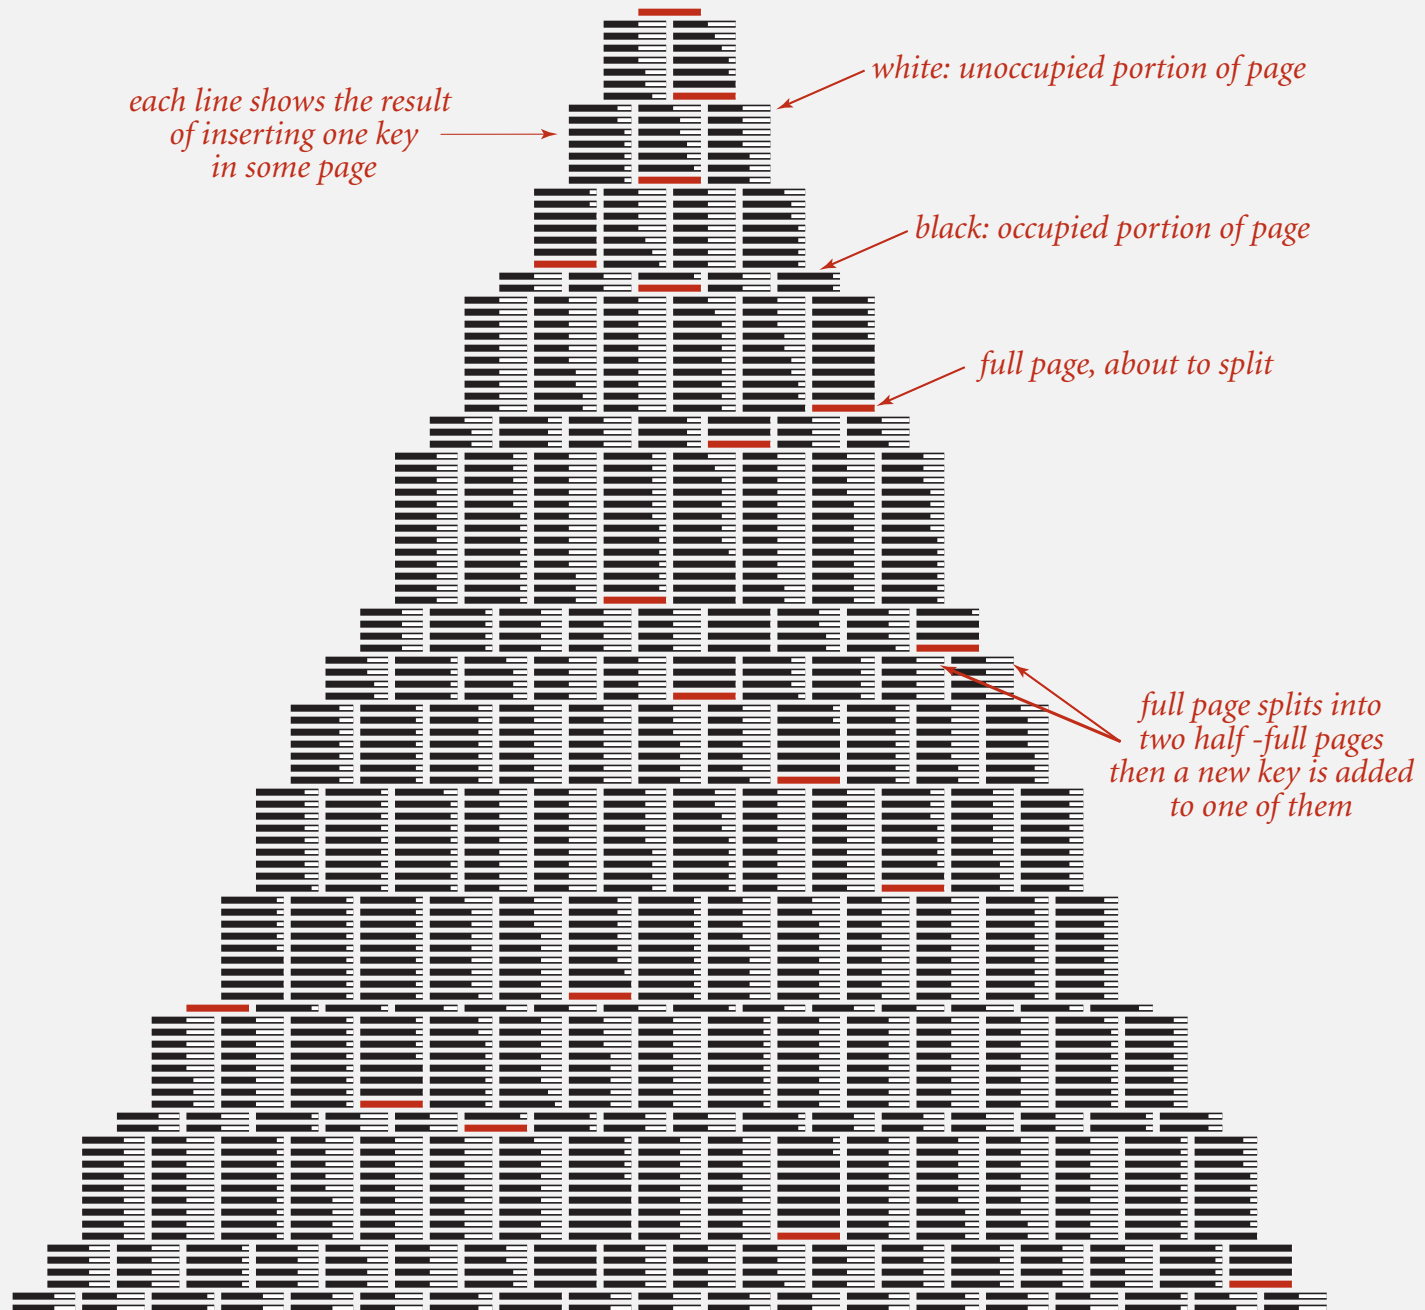 white: unoccupied portion of page
each line shows the result
of inserting one key
in some page
black: occupied portion of page
full page, about to split
full page splits into
two half -full pages
then a new key is added
to one of them